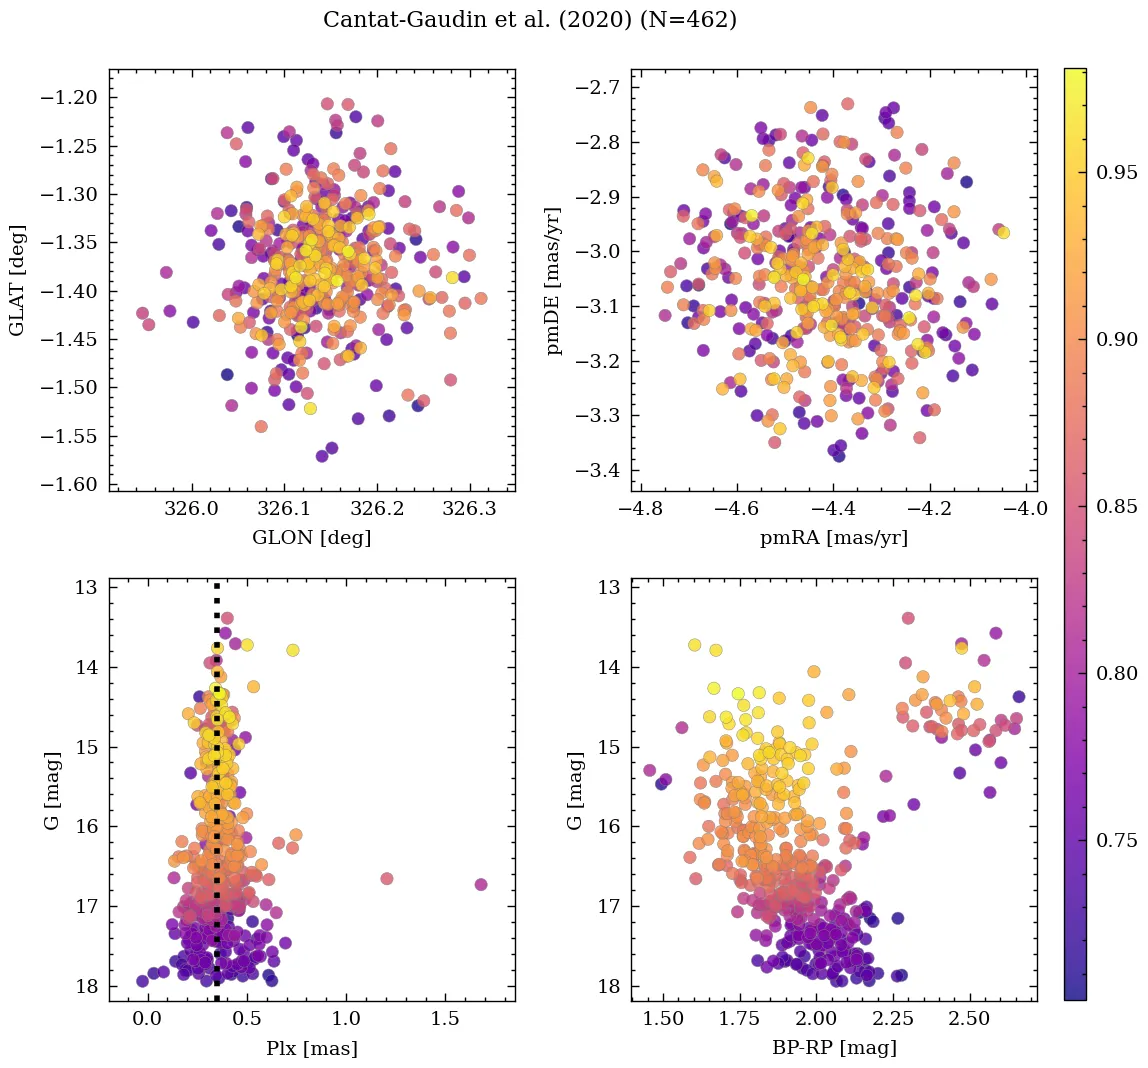 Cantat-Gaudin et al. (2020) (N=462)
−1.20
−1.25
−1.30
−1.35
−1.40
−1.45
−1.50
−1.55
−1.60
GLAT [deg]
326.0 326.1 326.2 326.3
GLON [deg]
−2.7
−2.8
−2.9
−3.0
−3.1
−3.2
−3.3
−3.4
pmDE [mas/yr]
−4.8 −4.6 −4.4 −4.2 −4.0
pmRA [mas/yr]
13
14
15
16
17
18
G [mag]
0.0 0.5 1.0 1.5
Plx [mas]
13
14
15
16
17
18
G [mag]
1.50 1.75 2.00 2.25 2.50
BP-RP [mag]
0.95
0.90
0.85
0.80
0.75